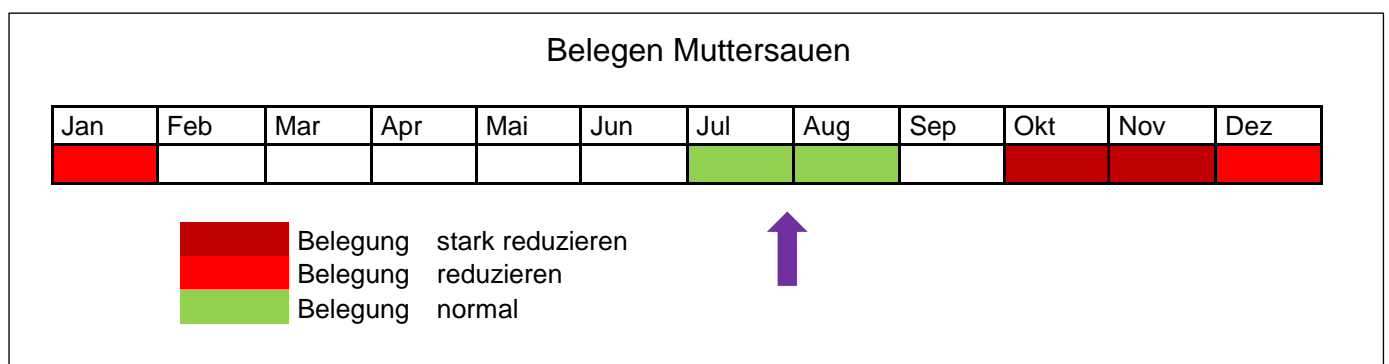 Belegen Muttersauen
Jan Feb Mar Apr Mai Jun Jul Aug Sep Okt Nov Dez
Belegung stark reduzieren
Belegung reduzieren
Belegung normal